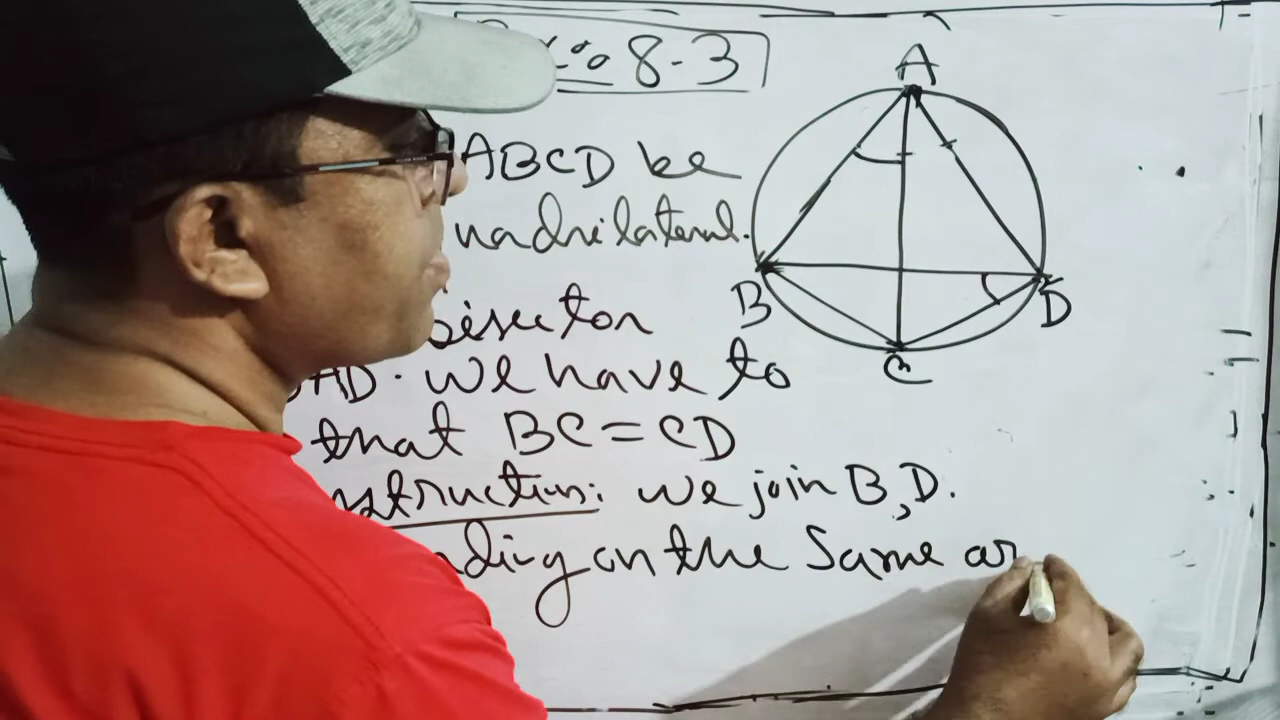 8.3
ABCD be
uadrilateral.
bisector
AD. we have to
that BC=CD
nstruction: we join B,D.
nding on the same ar
A
B
D
C